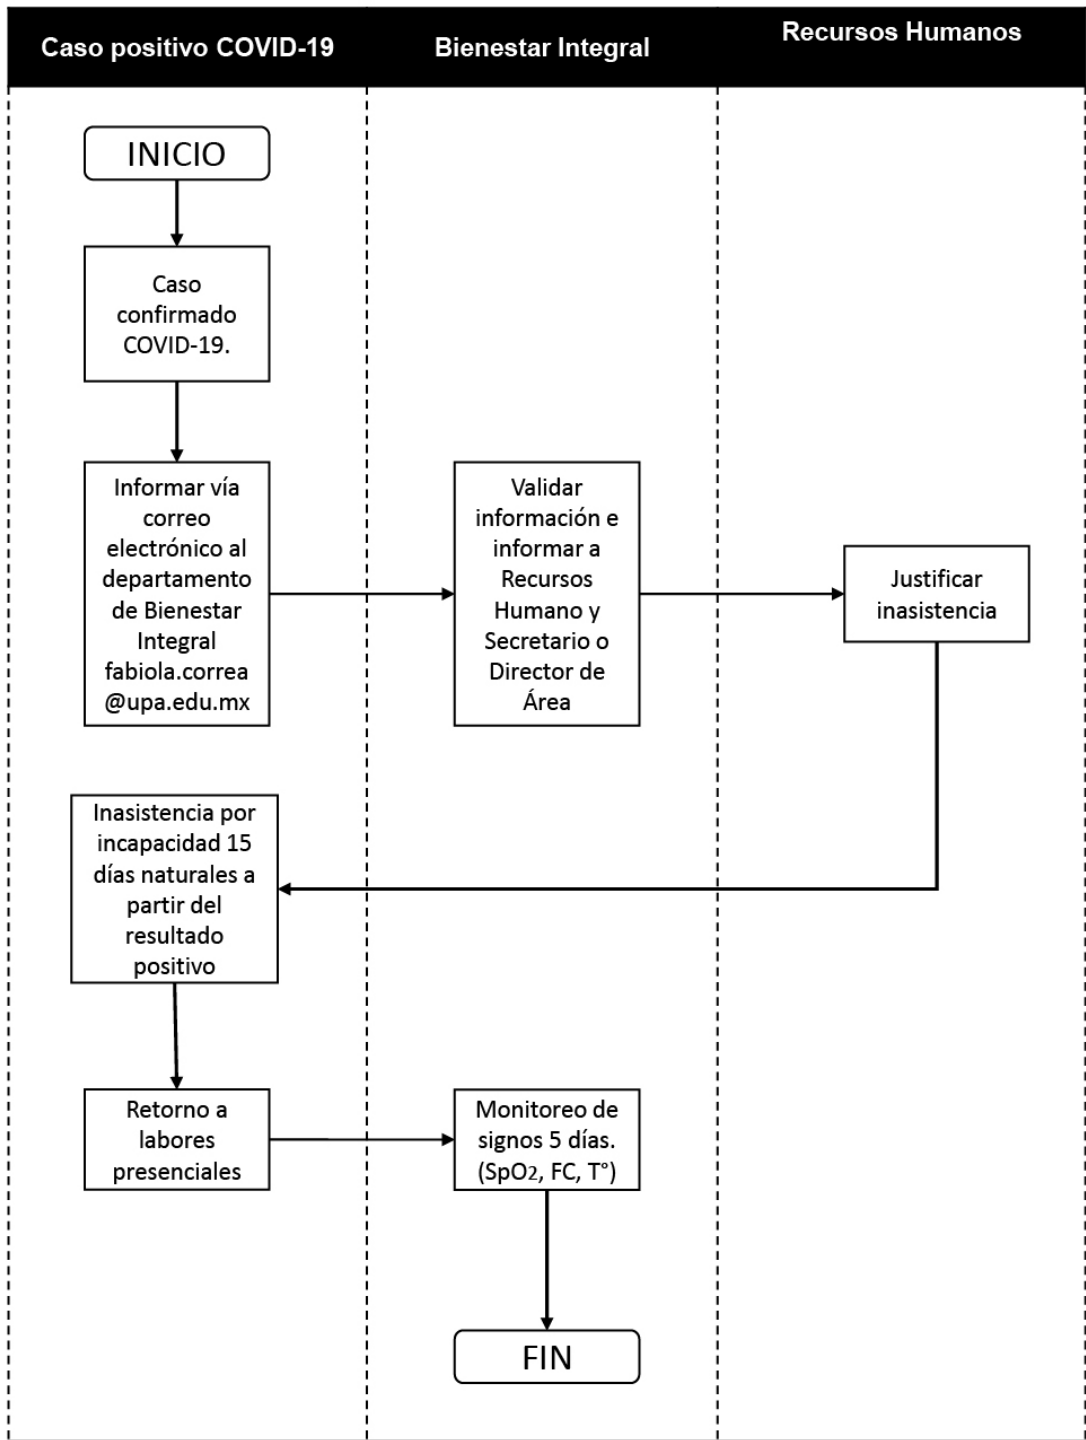 Caso positivo COVID-19
Bienestar Integral
Recursos Humanos
INICIO
Caso
confirmado
COVID-19.
Informar vía
correo
electrónico al
departamento
de Bienestar
Integral
fabiola.correa
@upa.edu.mx
Validar
información e
informar a
Recursos
Humano y
Secretario o
Director de
Área
Justificar
inasistencia
Inasistencia por
incapacidad 15
días naturales a
partir del
resultado
positivo
Retorno a
labores
presenciales
Monitoreo de
signos 5 días.
(SpO2, FC, T°)
FIN